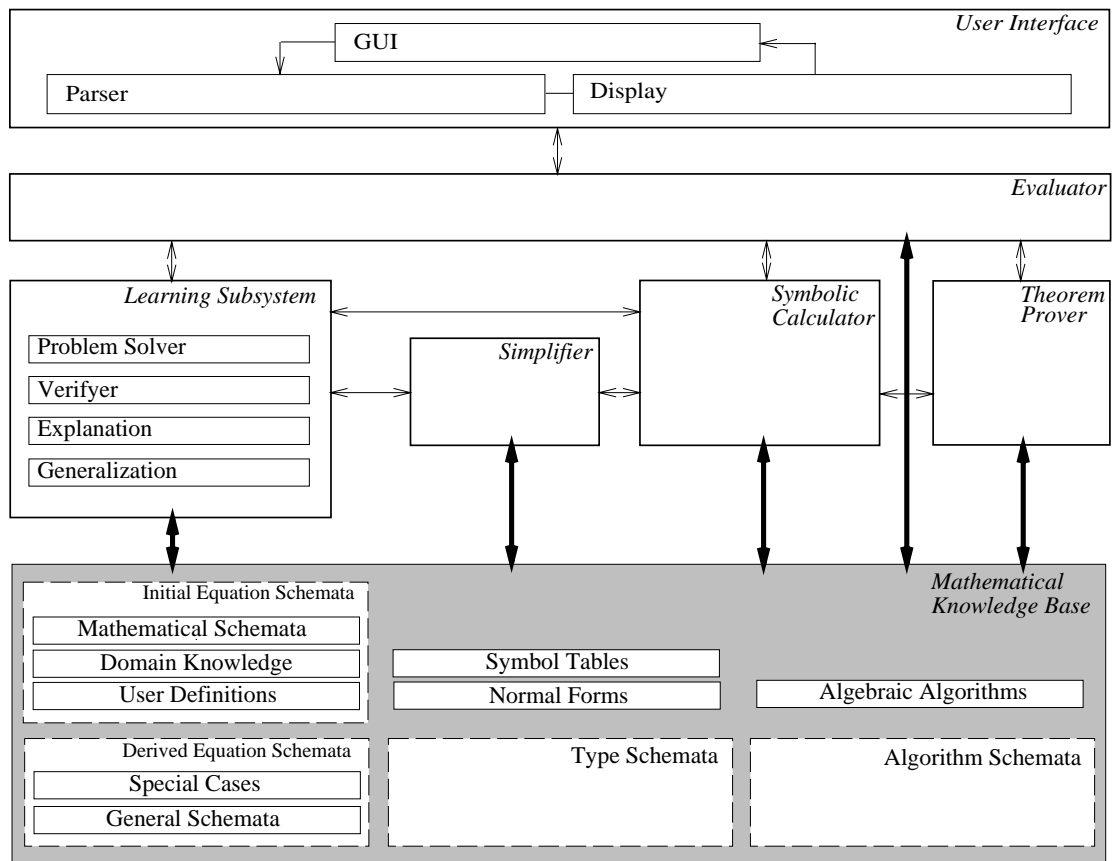 User Interface
GUI
Parser
Display
Evaluator
Learning Subsystem
Problem Solver
Verifyer
Explanation
Generalization
Simplifier
Symbolic
Calculator
Theorem
Prover
Mathematical
Knowledge Base
Initial Equation Schemata
Mathematical Schemata
Domain Knowledge
User Definitions
Symbol Tables
Normal Forms
Algebraic Algorithms
Derived Equation Schemata
Special Cases
General Schemata
Type Schemata
Algorithm Schemata